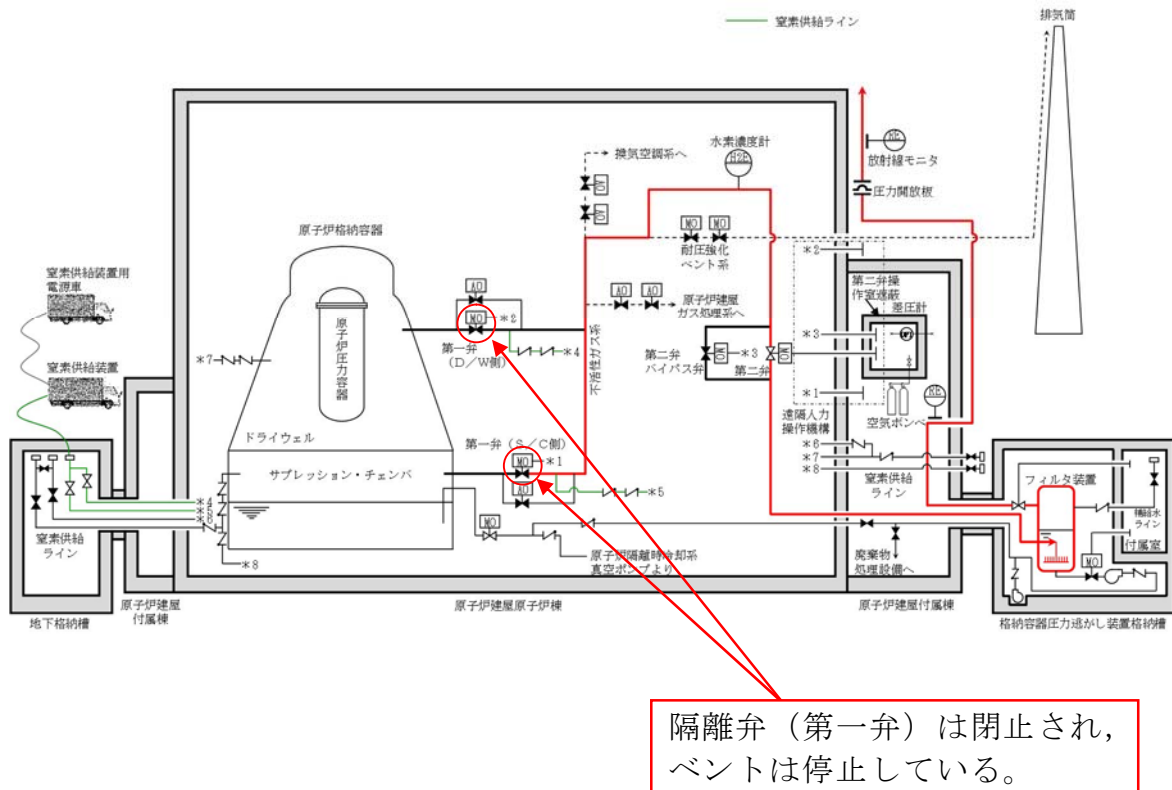 窒素供給ライン
排気筒
水素濃度計
H2E
換気空調系へ
RE
放射線モニタ
圧力開放板
AO
AO
MO
MO
耐圧強化
ベント系
原子炉格納容器
原子炉圧力容器
窒素供給装置用
電源車
窒素供給装置
AO
MO
*2
*4
第一弁
(D/W側)
*7
AO
AO
原子炉建屋
ガス処理系へ
不活性ガス系
*2
第二弁操
作室遮蔽
差圧計
*3
MO
*3
MO
第二弁
バイパス弁
第二弁
*1
遠隔人力
操作機構
空気ボンベ
RE
ドライウェル
第一弁(S/C側)
MO
*1
AO
*5
サプレッション・チェンバ
*6
*7
*8
窒素供給
ライン
フィルタ装置
補給水
ライン
付属室
MO
*4
*5
*6
窒素供給
ライン
*8
MO
原子炉隔離時冷却系
真空ポンプより
廃棄物
処理設備へ
地下格納槽
原子炉建屋
付属棟
原子炉建屋原子炉棟
原子炉建屋付属棟
格納容器圧力逃がし装置格納槽
隔離弁(第一弁)は閉止され,
ベントは停止している。